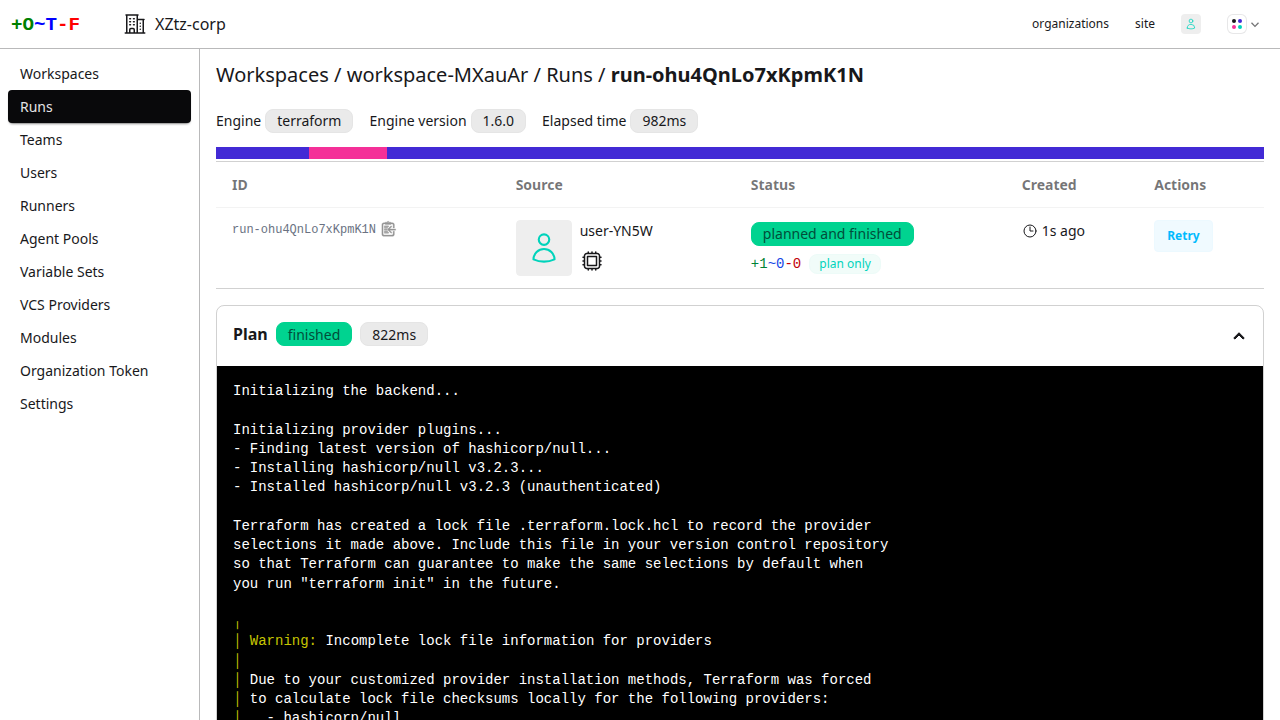 +O~T-F
XZtz-corp
organizations
site
Workspaces
Runs
Teams
Users
Runners
Agent Pools
Variable Sets
VCS Providers
Modules
Organization Token
Settings
Workspaces / workspace-MXauAr / Runs / run-ohu4QnLo7xKpmK1N
Engine terraform Engine version 1.6.0 Elapsed time 982ms
ID Source Status Created Actions
run-ohu4QnLo7xKpmK1N user-YN5W planned and finished 1s ago Retry
+1~0-0 plan only
Plan finished 822ms
Initializing the backend...
Initializing provider plugins...
- Finding latest version of hashicorp/null...
- Installing hashicorp/null v3.2.3...
- Installed hashicorp/null v3.2.3 (unauthenticated)
Terraform has created a lock file .terraform.lock.hcl to record the provider
selections it made above. Include this file in your version control repository
so that Terraform can guarantee to make the same selections by default when
you run "terraform init" in the future.
Warning: Incomplete lock file information for providers
Due to your customized provider installation methods, Terraform was forced
to calculate lock file checksums locally for the following providers:
- hashicorp/null